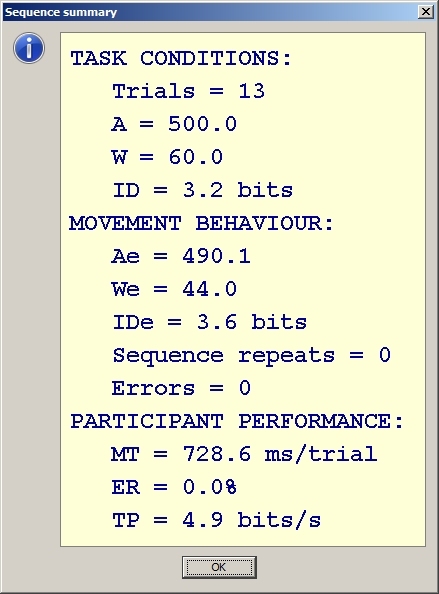 Sequence summary
TASK CONDITIONS:
Trials = 13
A = 500.0
W = 60.0
ID = 3.2 bits
MOVEMENT BEHAVIOUR:
Ae = 490.1
We = 44.0
IDe = 3.6 bits
Sequence repeats = 0
Errors = 0
PARTICIPANT PERFORMANCE:
MT = 728.6 ms/trial
ER = 0.0%
TP = 4.9 bits/s
OK